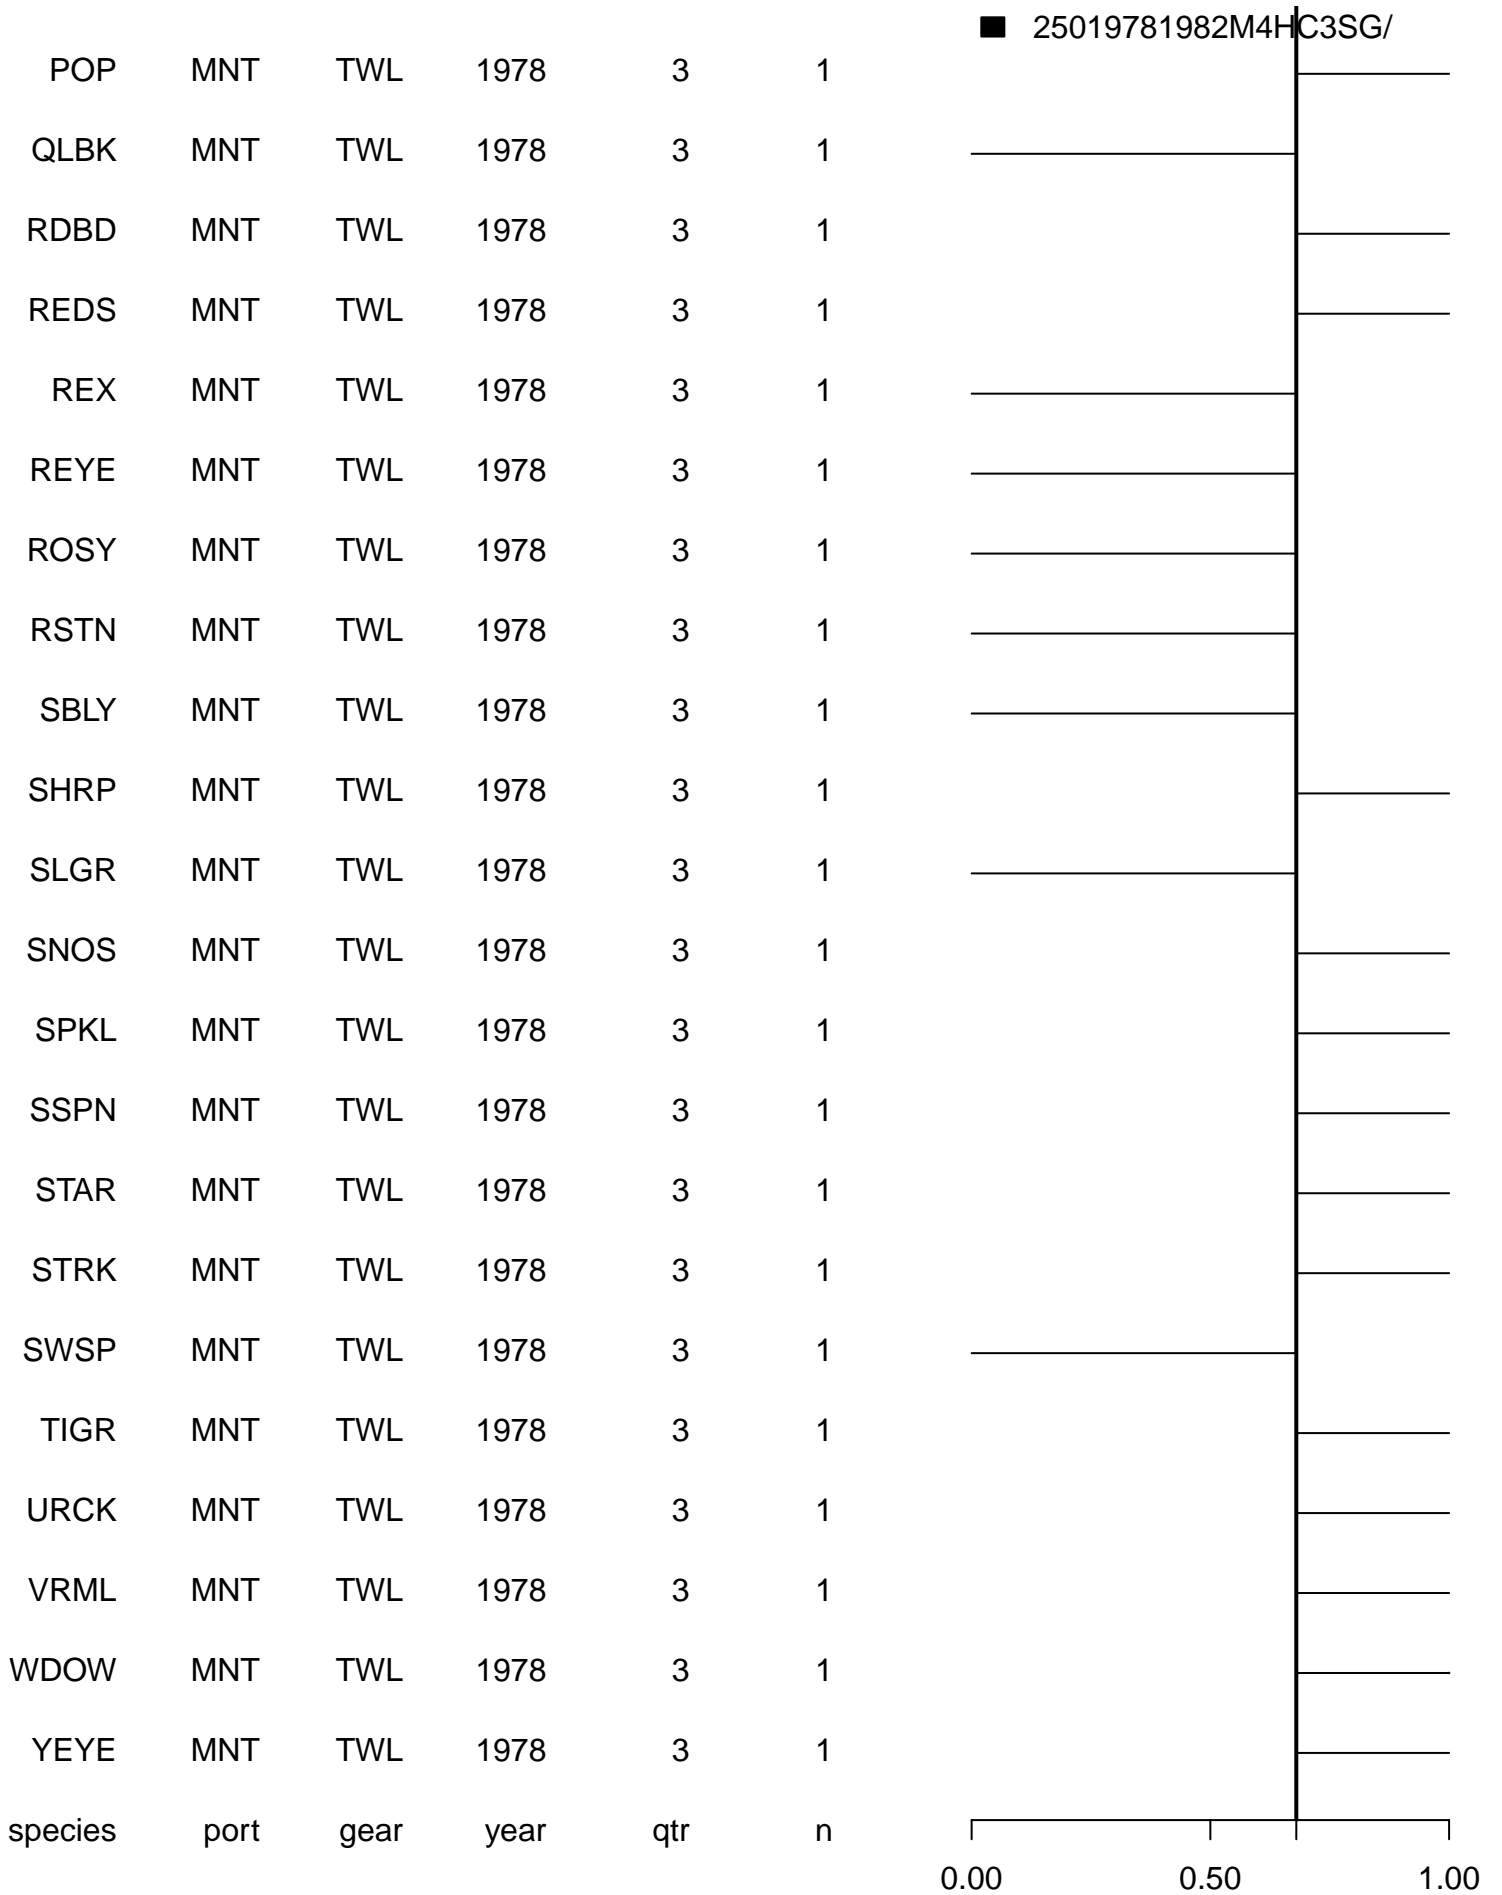 25019781982M4HC3SG/
POP MNT TWL 1978 3 1
QLBK MNT TWL 1978 3 1
RDBD MNT TWL 1978 3 1
REDS MNT TWL 1978 3 1
REX MNT TWL 1978 3 1
REYE MNT TWL 1978 3 1
ROSY MNT TWL 1978 3 1
RSTN MNT TWL 1978 3 1
SBLY MNT TWL 1978 3 1
SHRP MNT TWL 1978 3 1
SLGR MNT TWL 1978 3 1
SNOS MNT TWL 1978 3 1
SPKL MNT TWL 1978 3 1
SSPN MNT TWL 1978 3 1
STAR MNT TWL 1978 3 1
STRK MNT TWL 1978 3 1
SWSP MNT TWL 1978 3 1
TIGR MNT TWL 1978 3 1
URCK MNT TWL 1978 3 1
VRML MNT TWL 1978 3 1
WDOW MNT TWL 1978 3 1
YEYE MNT TWL 1978 3 1
species port gear year qtr n
0.00 0.50 1.00